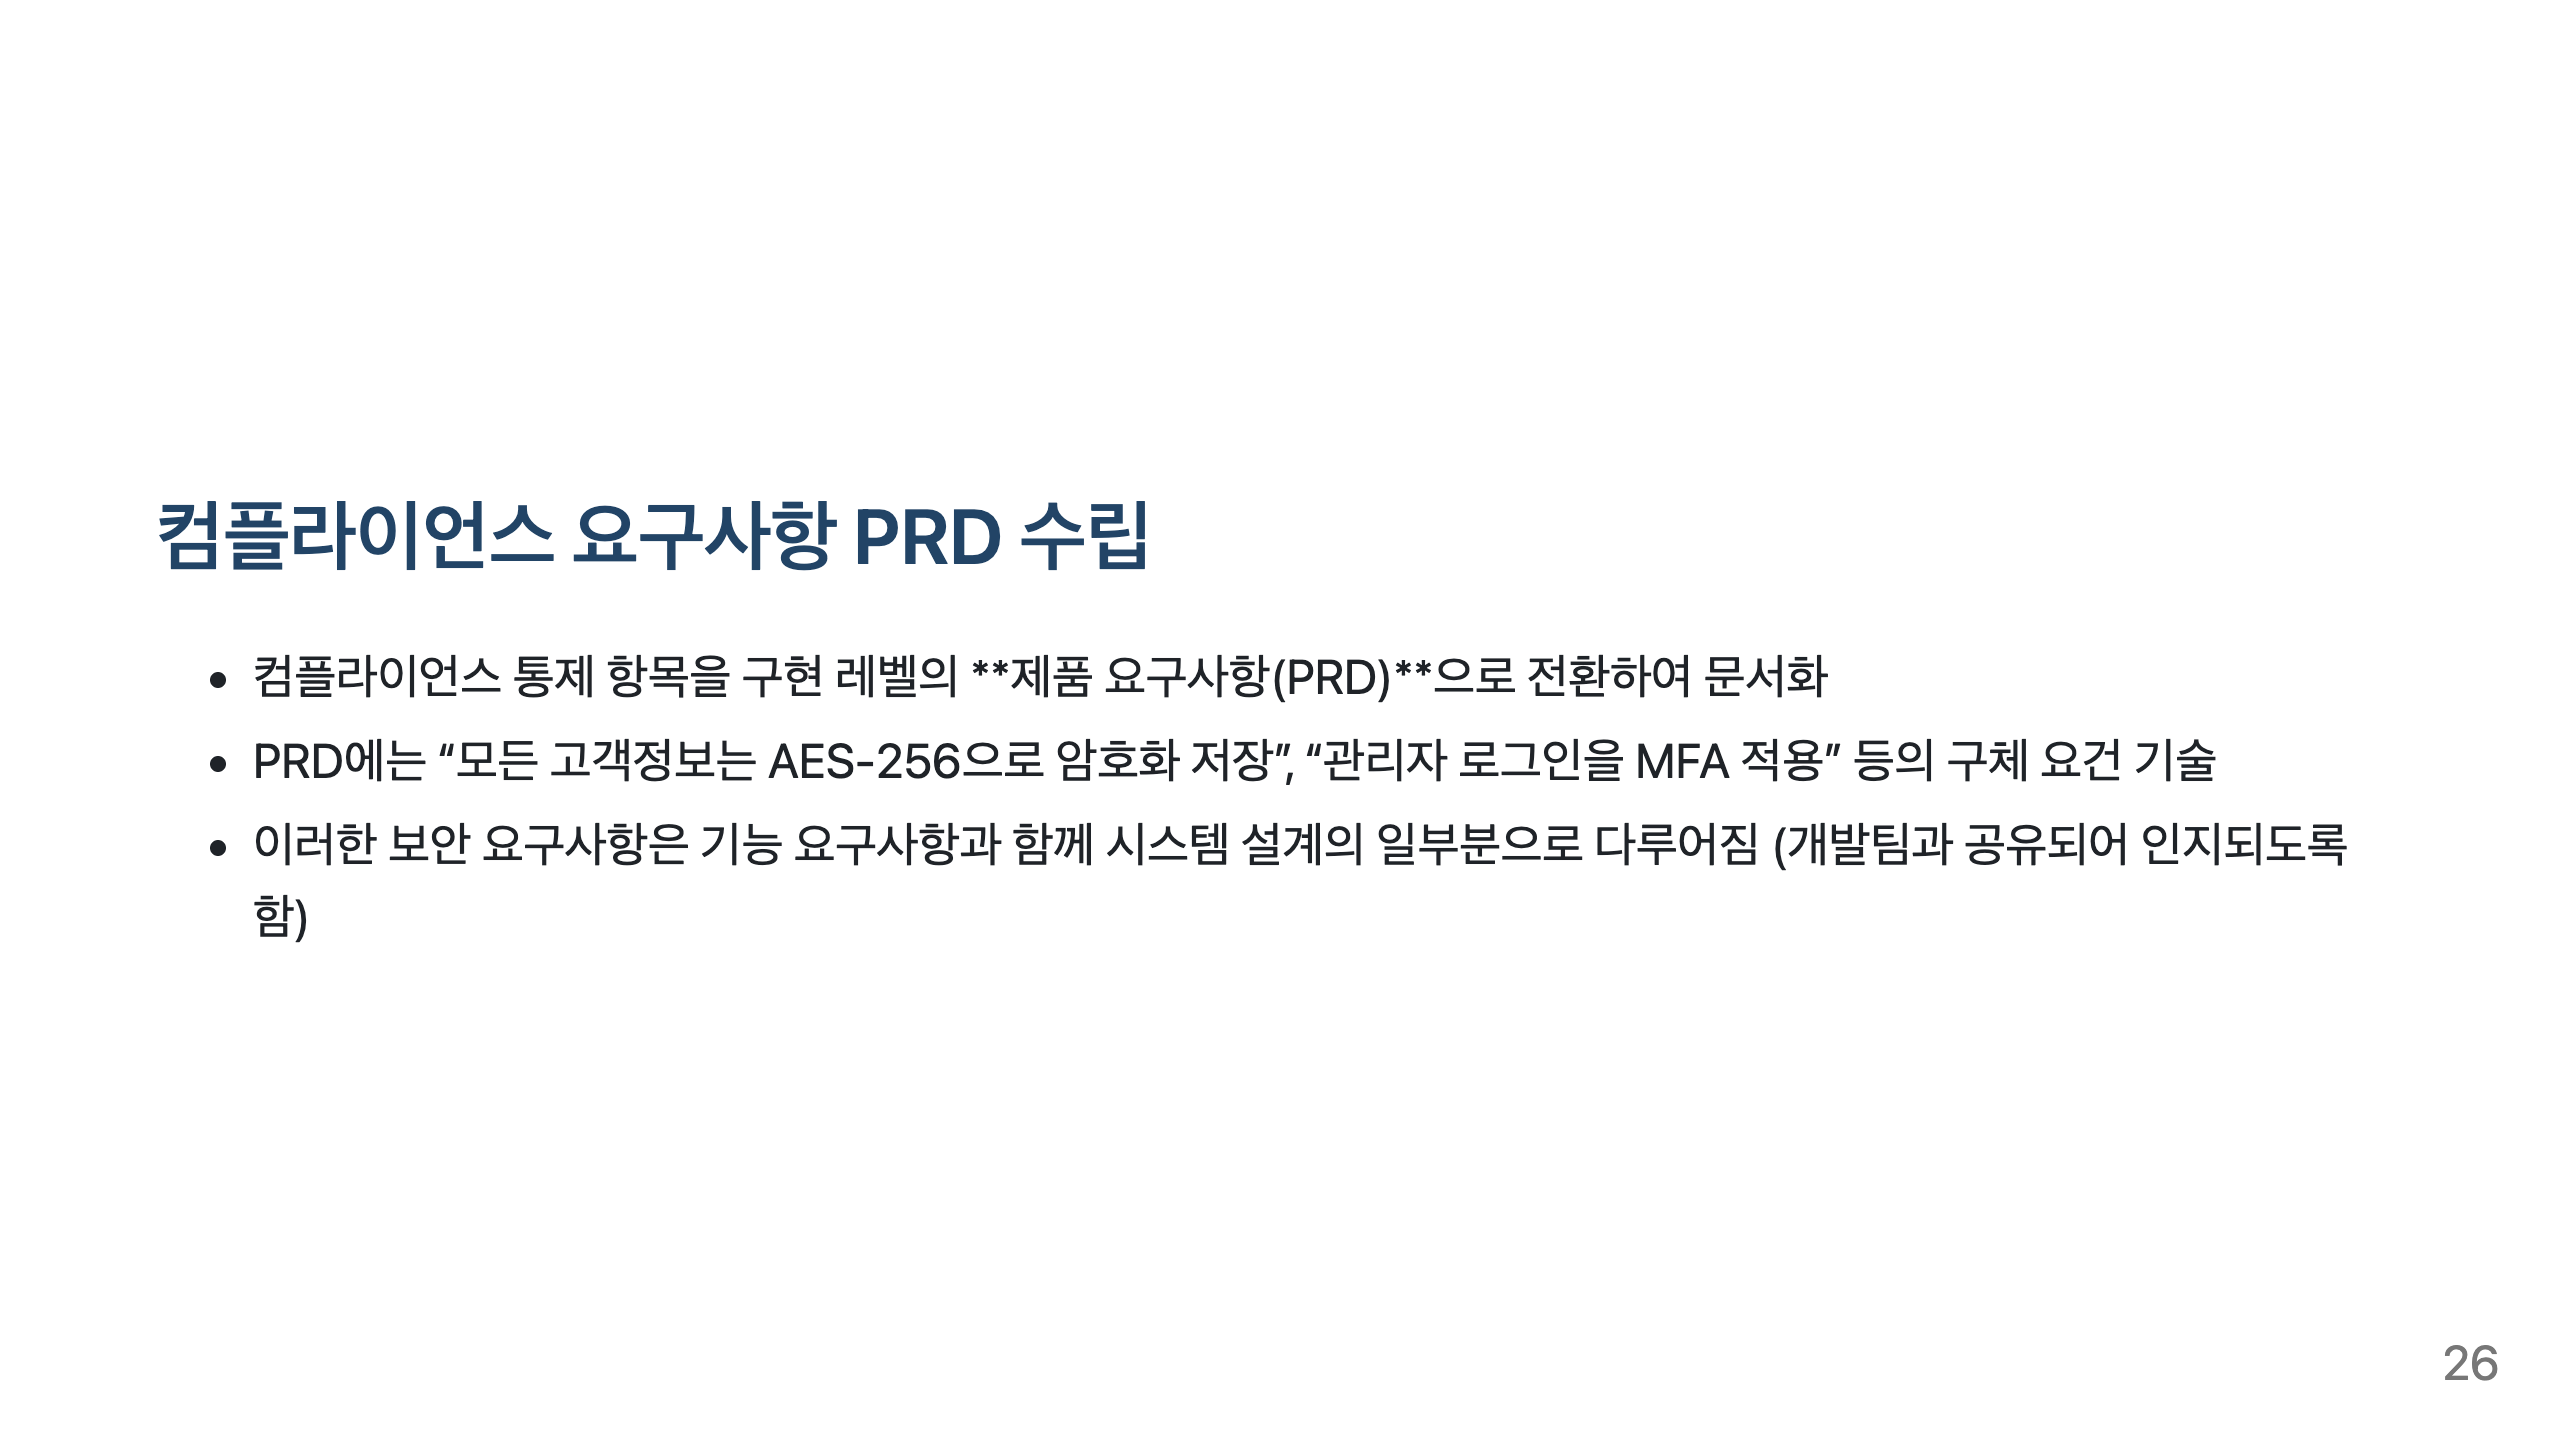 컴플라이언스 요구사항 PRD 수립
• 컴플라이언스 통제 항목을 구현 레벨의 **제품 요구사항(PRD)**으로 전환하여 문서화
• PRD에는 “모든 고객정보는 AES-256으로 암호화 저장”, “관리자 로그인을 MFA 적용” 등의 구체 요건 기술
• 이러한 보안 요구사항은 기능 요구사항과 함께 시스템 설계의 일부분으로 다루어짐 (개발팀과 공유되어 인지되도록
함)
26